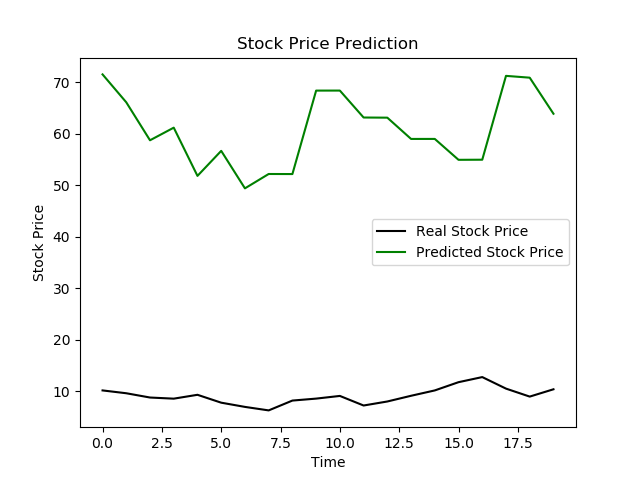 Stock Price Prediction
70
60
50
40
30
20
10
Stock Price
Real Stock Price
Predicted Stock Price
0.0 2.5 5.0 7.5 10.0 12.5 15.0 17.5
Time